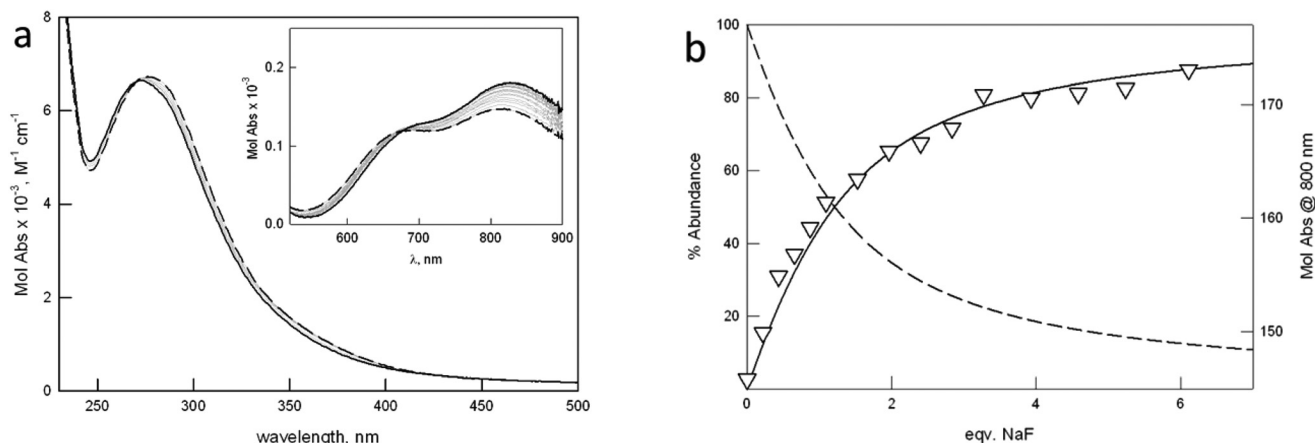 a
8
6
4
2
0
Mol Abs x 10⁻³, M⁻¹ cm⁻¹
250 300 350 400 450 500
wavelength, nm
0.2
0.1
0.0
Mol Abs x 10⁻³
600 700 800 900
λ, nm
b
100
80
60
40
20
% Abundance
0 2 4 6
eqv. NaF
170
160
150
Mol Abs @ 800 nm